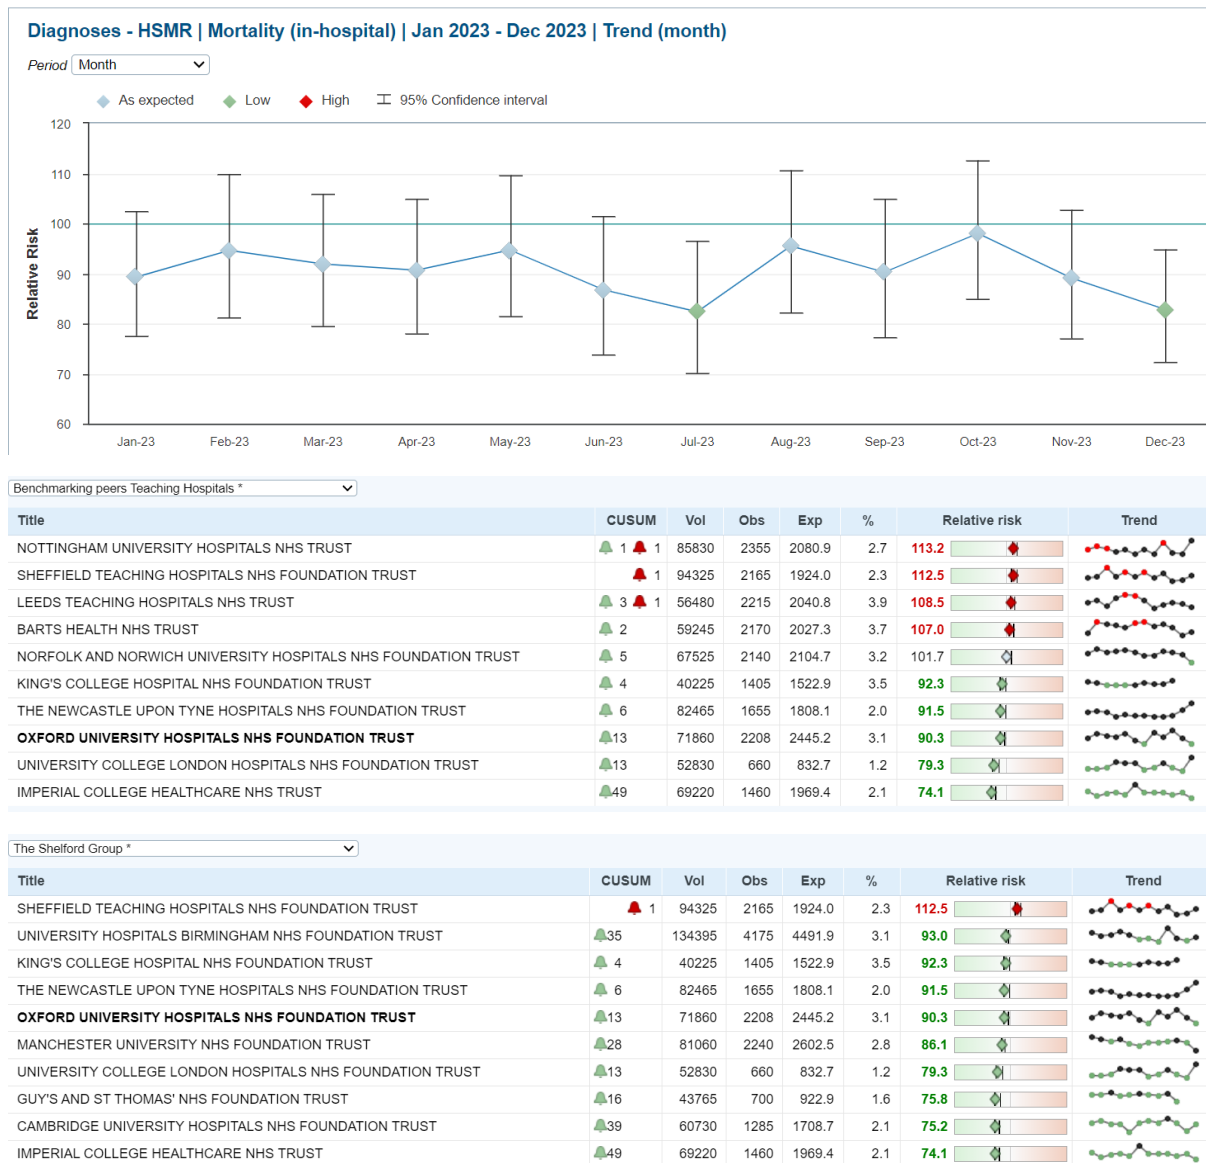 Diagnoses - HSMR | Mortality (in-hospital) | Jan 2023 - Dec 2023 | Trend (month)
Period Month
As expected Low High 95% Confidence interval
120
110
100
90
80
70
60
Relative Risk
Jan-23 Feb-23 Mar-23 Apr-23 May-23 Jun-23 Jul-23 Aug-23 Sep-23 Oct-23 Nov-23 Dec-23
Benchmarking peers Teaching Hospitals *
Title CUSUM Vol Obs Exp % Relative risk Trend
NOTTINGHAM UNIVERSITY HOSPITALS NHS TRUST 1 1 85830 2355 2080.9 2.7 113.2
SHEFFIELD TEACHING HOSPITALS NHS FOUNDATION TRUST 1 94325 2165 1924.0 2.3 112.5
LEEDS TEACHING HOSPITALS NHS TRUST 3 1 56480 2215 2040.8 3.9 108.5
BARTS HEALTH NHS TRUST 2 59245 2170 2027.3 3.7 107.0
NORFOLK AND NORWICH UNIVERSITY HOSPITALS NHS FOUNDATION TRUST 5 67525 2140 2104.7 3.2 101.7
KING'S COLLEGE HOSPITAL NHS FOUNDATION TRUST 4 40225 1405 1522.9 3.5 92.3
THE NEWCASTLE UPON TYNE HOSPITALS NHS FOUNDATION TRUST 6 82465 1655 1808.1 2.0 91.5
OXFORD UNIVERSITY HOSPITALS NHS FOUNDATION TRUST 13 71860 2208 2445.2 3.1 90.3
UNIVERSITY COLLEGE LONDON HOSPITALS NHS FOUNDATION TRUST 13 52830 660 832.7 1.2 79.3
IMPERIAL COLLEGE HEALTHCARE NHS TRUST 49 69220 1460 1969.4 2.1 74.1
The Shelford Group *
Title CUSUM Vol Obs Exp % Relative risk Trend
SHEFFIELD TEACHING HOSPITALS NHS FOUNDATION TRUST 1 94325 2165 1924.0 2.3 112.5
UNIVERSITY HOSPITALS BIRMINGHAM NHS FOUNDATION TRUST 35 134395 4175 4491.9 3.1 93.0
KING'S COLLEGE HOSPITAL NHS FOUNDATION TRUST 4 40225 1405 1522.9 3.5 92.3
THE NEWCASTLE UPON TYNE HOSPITALS NHS FOUNDATION TRUST 6 82465 1655 1808.1 2.0 91.5
OXFORD UNIVERSITY HOSPITALS NHS FOUNDATION TRUST 13 71860 2208 2445.2 3.1 90.3
MANCHESTER UNIVERSITY NHS FOUNDATION TRUST 28 81060 2240 2602.5 2.8 86.1
UNIVERSITY COLLEGE LONDON HOSPITALS NHS FOUNDATION TRUST 13 52830 660 832.7 1.2 79.3
GUY'S AND ST THOMAS' NHS FOUNDATION TRUST 16 43765 700 922.9 1.6 75.8
CAMBRIDGE UNIVERSITY HOSPITALS NHS FOUNDATION TRUST 39 60730 1285 1708.7 2.1 75.2
IMPERIAL COLLEGE HEALTHCARE NHS TRUST 49 69220 1460 1969.4 2.1 74.1